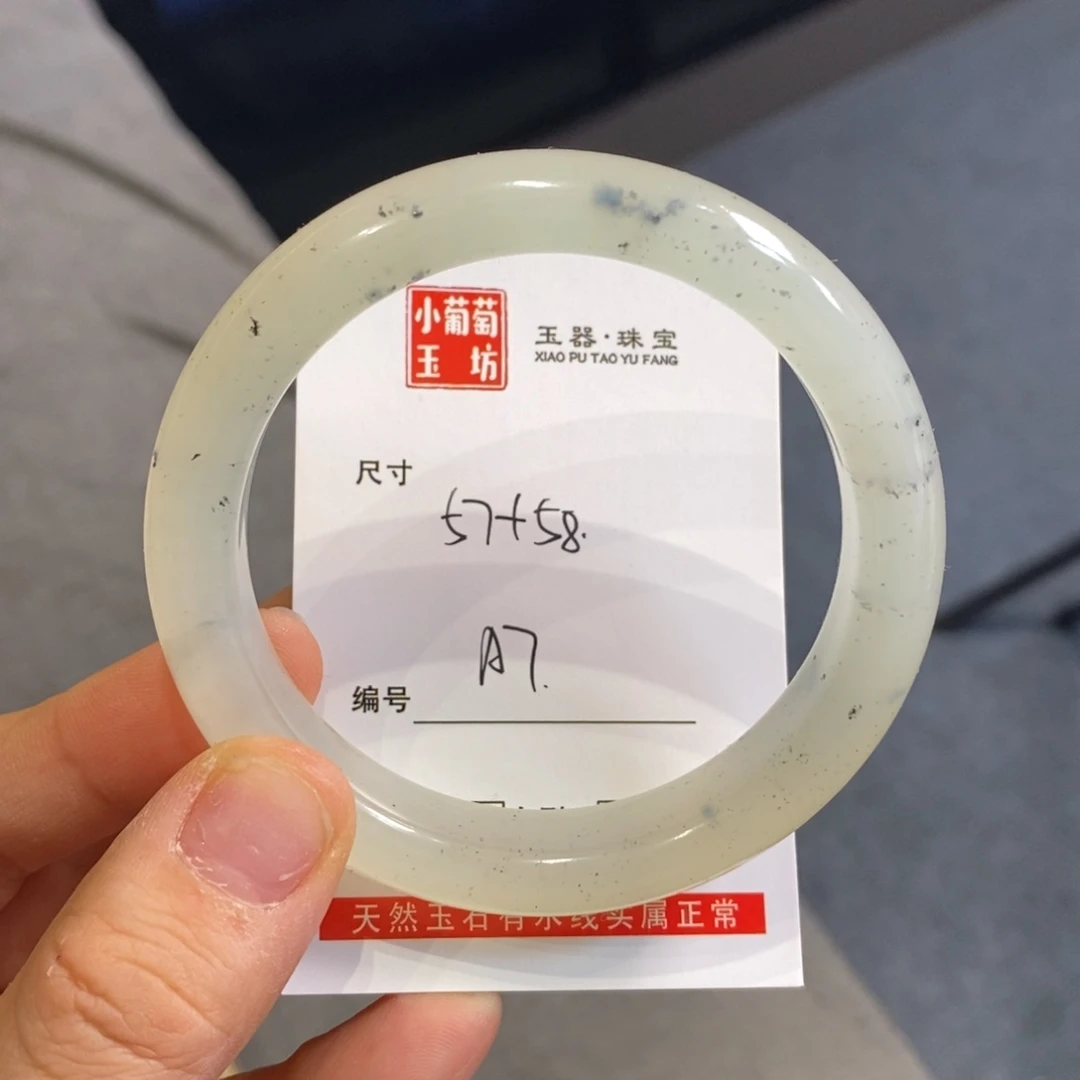 小葡萄
玉坊
玉器·珠宝
XIAO PU TAO YU FANG
尺寸
57+58.
A7.
编号
天然玉石有水线实属正常